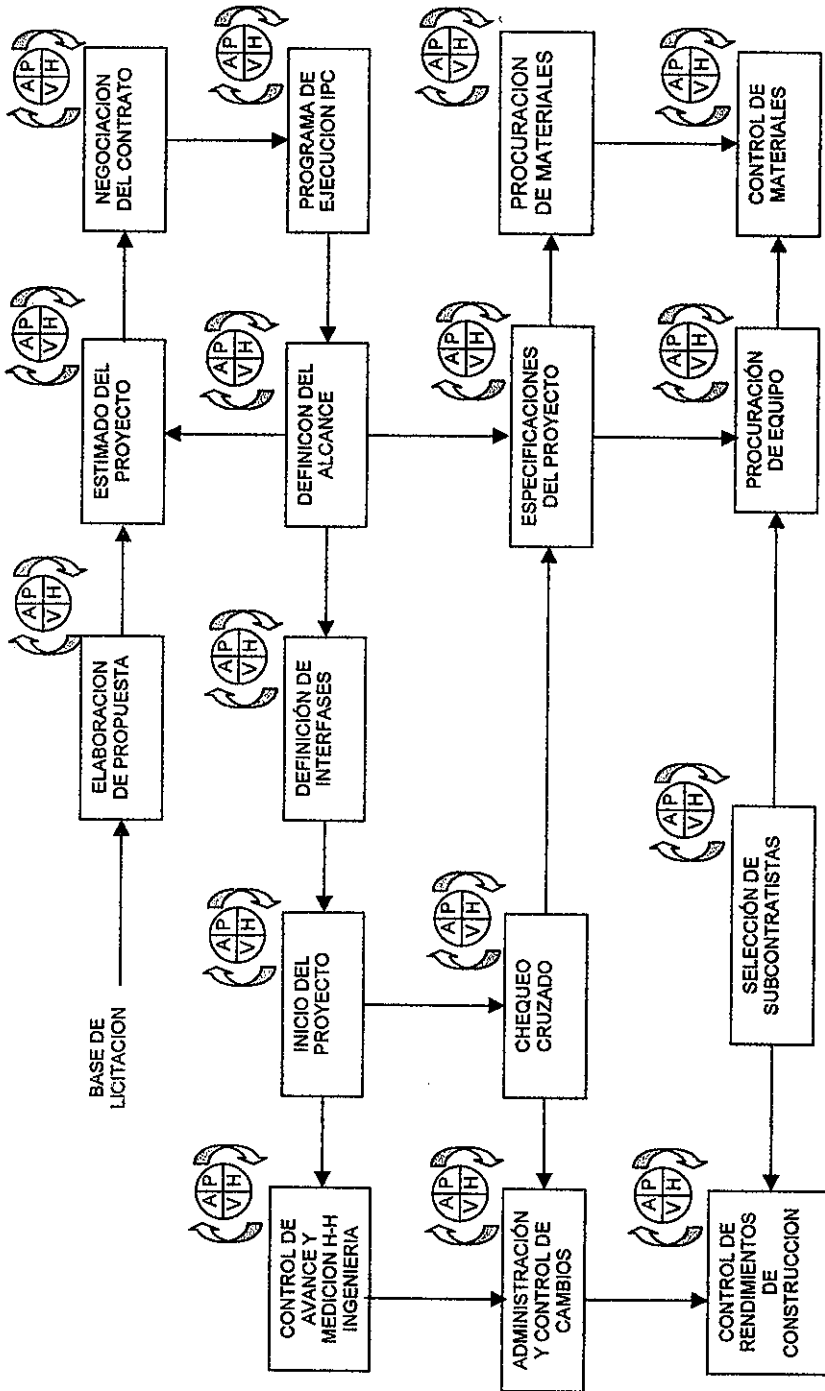 BASE DE
LICITACION
A P
V H
ELABORACION
DE PROPUESTA
A P
V H
ESTIMADO DEL
PROYECTO
A P
V H
NEGOCIACION
DEL CONTRATO
A P
V H
CONTROL DE
AVANCE Y
MEDICION H-H
INGENIERIA
A P
V H
INICIO DEL
PROYECTO
A P
V H
DEFINICIÓN DE
INTERFASES
A P
V H
DEFINICON DEL
ALCANCE
A P
V H
PROGRAMA DE
EJECUCION IPC
A P
V H
ADMINISTRACIÓN
Y CONTROL DE
CAMBIOS
A P
V H
CHEQUEO
CRUZADO
A P
V H
ESPECIFICACIONES
DEL PROYECTO
A P
V H
PROCURACION
DE MATERIALES
A P
V H
CONTROL DE
RENDIMIENTOS
DE
CONSTRUCCION
A P
V H
SELECCIÓN DE
SUBCONTRATISTAS
A P
V H
PROCURACIÓN
DE EQUIPO
A P
V H
CONTROL DE
MATERIALES